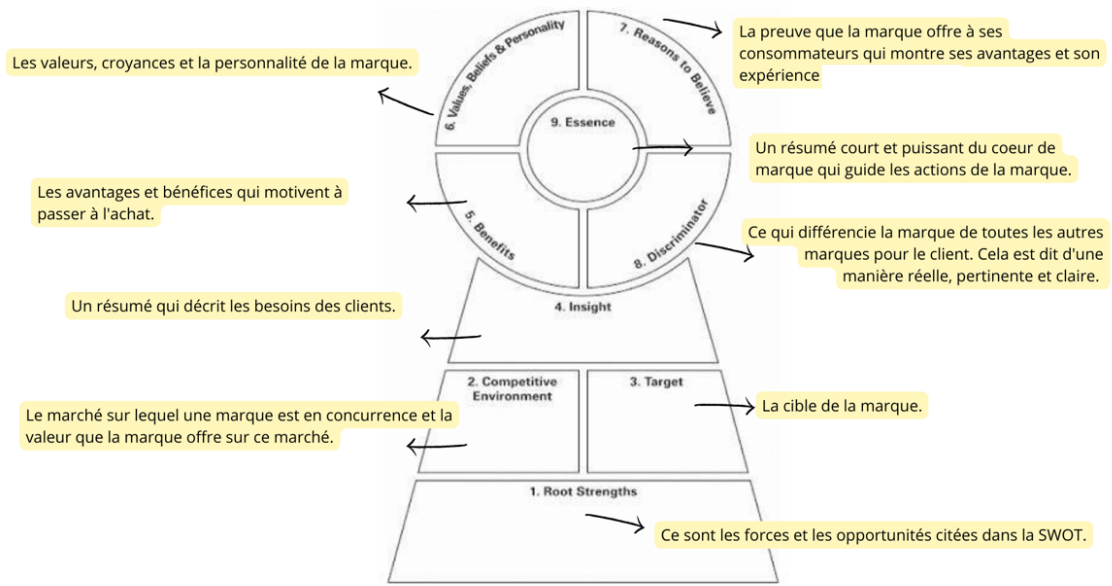 6. Values, Beliefs & Personality
7. Reasons to Believe
La preuve que la marque offre à ses
consommateurs qui montre ses avantages et son
expérience
Les valeurs, croyances et la personnalité de la marque.
9. Essence
Un résumé court et puissant du coeur de
marque qui guide les actions de la marque.
Les avantages et bénéfices qui motivent à
passer à l'achat.
5. Benefits
8. Discriminator
Ce qui différencie la marque de toutes les autres
marques pour le client. Cela est dit d'une
manière réelle, pertinente et claire.
Un résumé qui décrit les besoins des clients.
4. Insight
2. Competitive
Environment
3. Target
Le marché sur lequel une marque est en concurrence et la
valeur que la marque offre sur ce marché.
La cible de la marque.
1. Root Strengths
Ce sont les forces et les opportunités citées dans la SWOT.